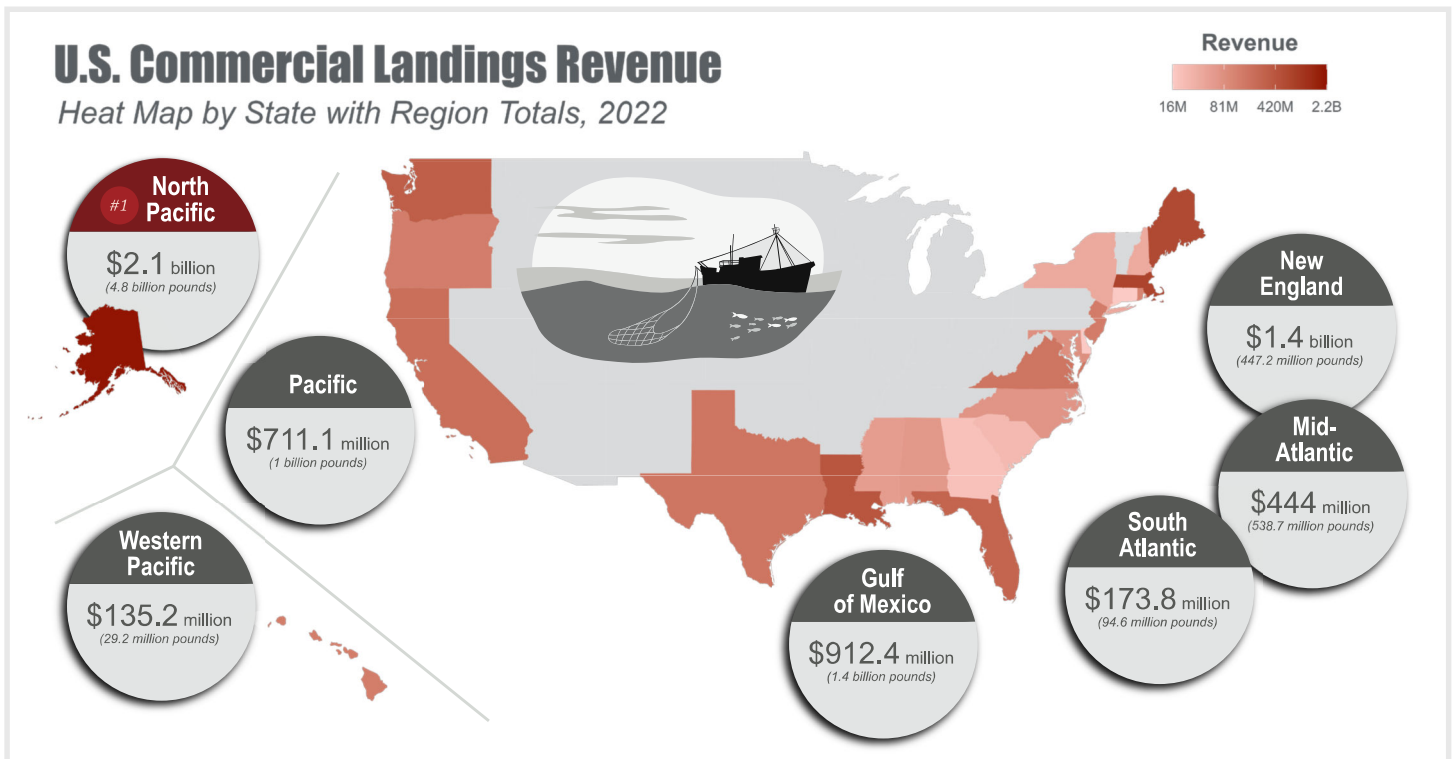 U.S. Commercial Landings Revenue
Heat Map by State with Region Totals, 2022
Revenue
16M 81M 420M 2.2B
#1
North
Pacific
$2.1 billion
(4.8 billion pounds)
Pacific
$711.1 million
(1 billion pounds)
Western
Pacific
$135.2 million
(29.2 million pounds)
Gulf
of Mexico
$912.4 million
(1.4 billion pounds)
South
Atlantic
$173.8 million
(94.6 million pounds)
Mid-
Atlantic
$444 million
(538.7 million pounds)
New
England
$1.4 billion
(447.2 million pounds)